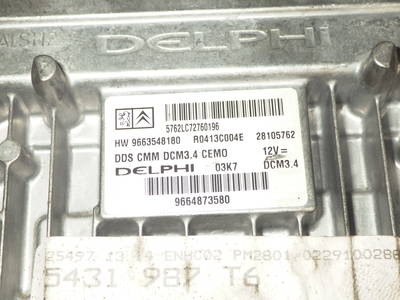 DELPHI
5762LC72760196
HW 9663548180 R0413C004E 28105762
DDS CMM DCM3.4 CEMO 12V =
DELPHI 03K7 DCM3.4
9664873580
25497 13 14 ENHC02 PM2801 0229100288
5431 987 T6